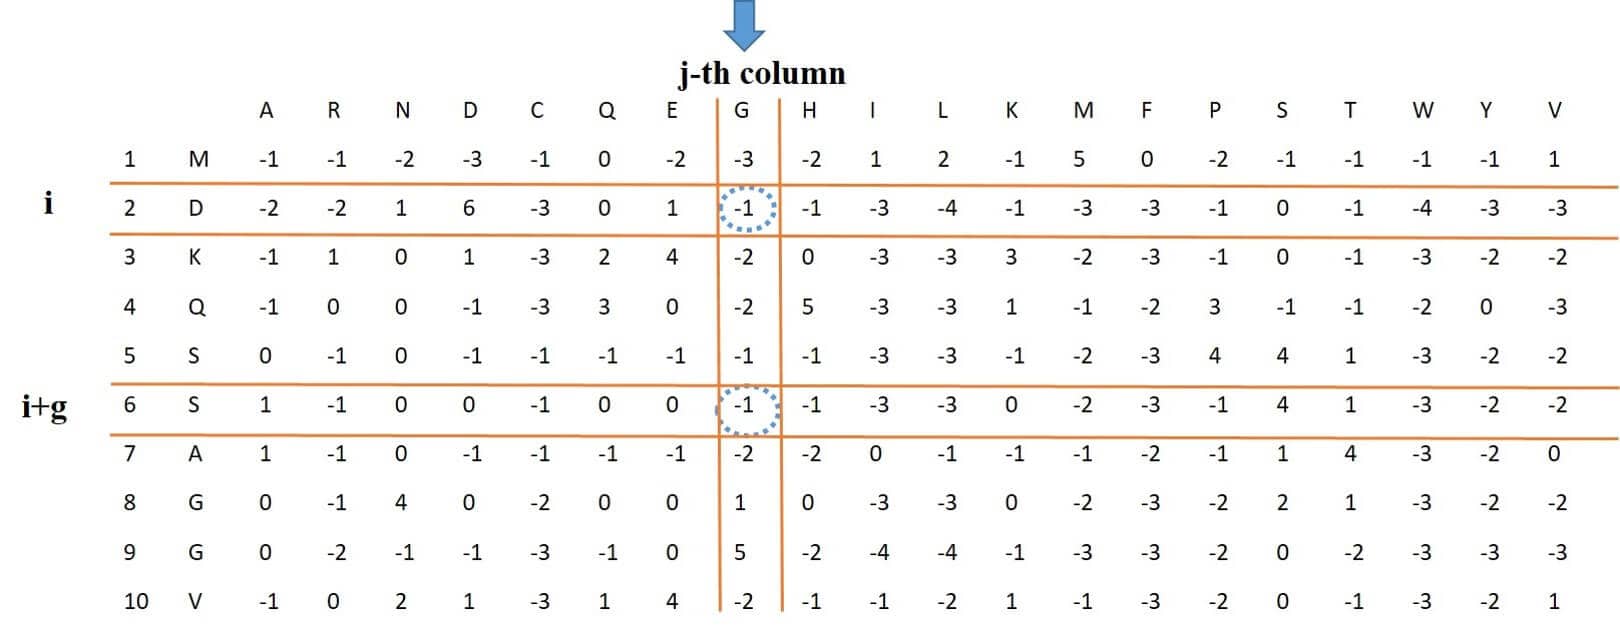 j-th column
A R N D C Q E G H I L K M F P S T W Y V
1 M -1 -1 -2 -3 -1 0 -2 -3 -2 1 2 -1 5 0 -2 -1 -1 -1 -1 1
i 2 D -2 -2 1 6 -3 0 1 -1 -1 -3 -4 -1 -3 -3 -1 0 -1 -4 -3 -3
3 K -1 1 0 1 -3 2 4 -2 0 -3 -3 3 -2 -3 -1 0 -1 -3 -2 -2
4 Q -1 0 0 -1 -3 3 0 -2 5 -3 -3 1 -1 -2 3 -1 -1 -2 0 -3
5 S 0 -1 0 -1 -1 -1 -1 -1 -1 -3 -3 -1 -2 -3 4 4 1 -3 -2 -2
i+g 6 S 1 -1 0 0 -1 0 0 -1 -1 -3 -3 0 -2 -3 -1 4 1 -3 -2 -2
7 A 1 -1 0 -1 -1 -1 -1 -2 -2 0 -1 -1 -1 -2 -1 1 4 -3 -2 0
8 G 0 -1 4 0 -2 0 0 1 0 -3 -3 0 -2 -3 -2 2 1 -3 -2 -2
9 G 0 -2 -1 -1 -3 -1 0 5 -2 -4 -4 -1 -3 -3 -2 0 -2 -3 -3 -3
10 V -1 0 2 1 -3 1 4 -2 -1 -1 -2 1 -1 -3 -2 0 -1 -3 -2 1